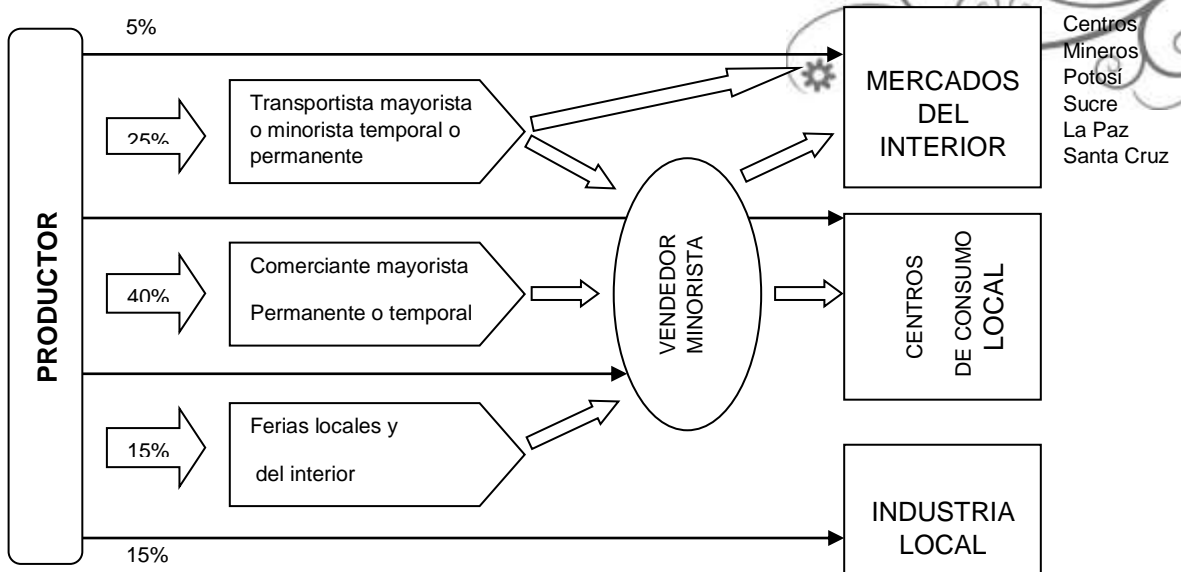 5%
Centros
Mineros
Potosí
Sucre
La Paz
Santa Cruz
MERCADOS
DEL
INTERIOR
Transportista mayorista
o minorista temporal o
permanente
25%
PRODUCTOR
Comerciante mayorista
Permanente o temporal
40%
VENDEDOR
MINORISTA
CENTROS
DE CONSUMO
LOCAL
Ferias locales y
del interior
15%
INDUSTRIA
LOCAL
15%